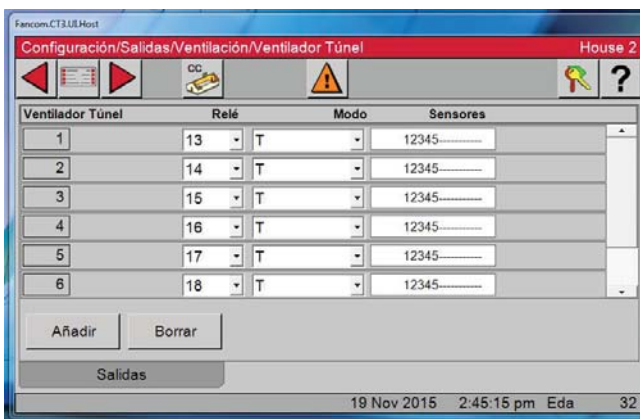 Fancom.CT3.ULHost
Configuración/Salidas/Ventilación/Ventilador Túnel House 2
CC ?
Ventilador Túnel Relé Modo Sensores
1 13 T 12345-----------
2 14 T 12345-----------
3 15 T 12345-----------
4 16 T 12345-----------
5 17 T 12345-----------
6 18 T 12345-----------
Añadir Borrar
Salidas
19 Nov 2015 2:45:15 pm Eda 32